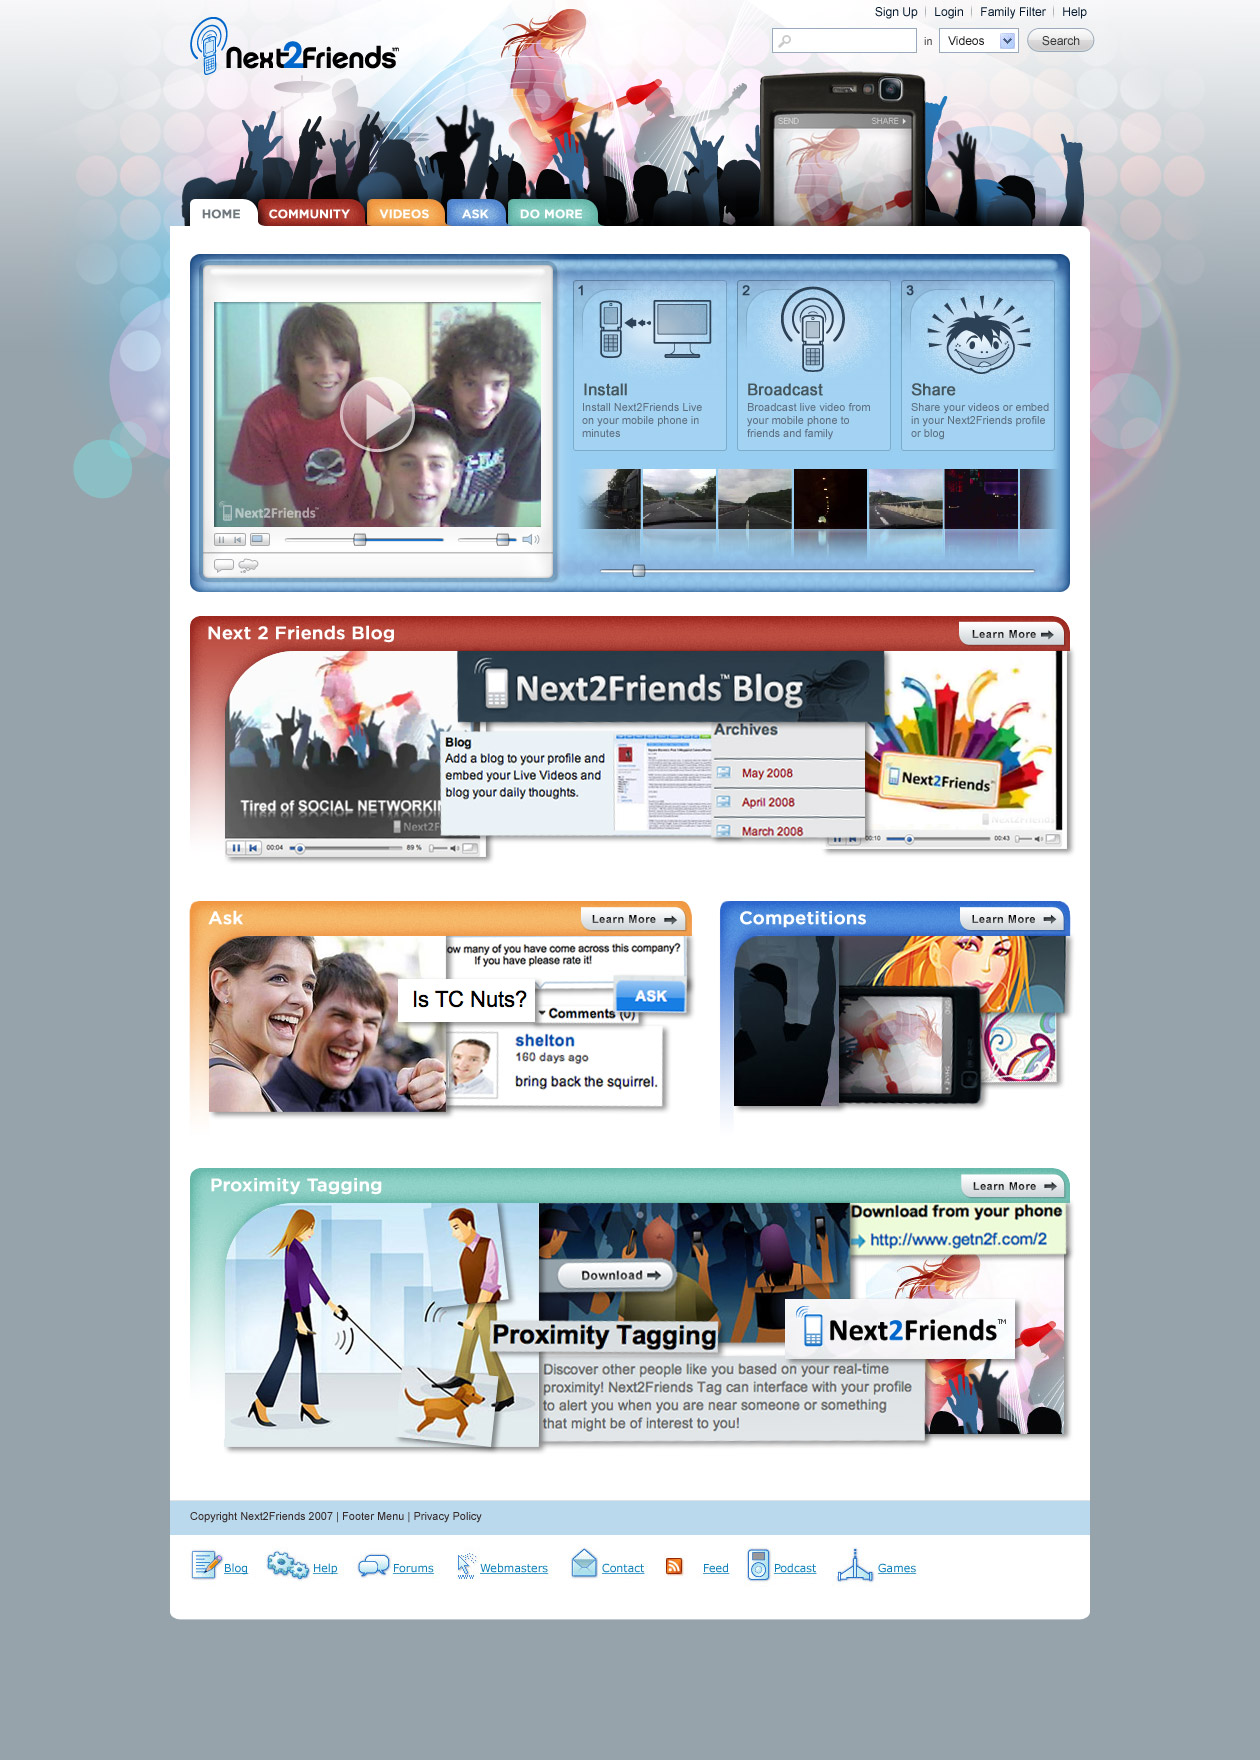 Sign Up | Login | Family Filter | Help
Next2Friends™
in Videos Search
SEND SHARE
HOME COMMUNITY VIDEOS ASK DO MORE
1 2 3
Install Broadcast Share
Install Next2Friends Live
on your mobile phone in
minutes
Broadcast live video from
your mobile phone to
friends and family
Share your videos or embed
in your Next2Friends profile
or blog
Next2Friends™
Next 2 Friends Blog
Learn More
Next2Friends™ Blog
Blog
Add a blog to your profile and
embed your Live Videos and
blog your daily thoughts.
Archives
May 2008
April 2008
March 2008
Next2Friends™
Tired of SOCIAL NETWORKIN
Next2F
00:04 89 %
Next2Friends
00:10 00:43
Ask
Learn More
ow many of you have come across this company?
If you have please rate it!
Is TC Nuts?
ASK
Comments (0)
shelton
160 days ago
bring back the squirrel.
Competitions
Learn More
Proximity Tagging
Learn More
Download from your phone
http://www.getn2f.com/2
Download
Next2Friends™
Proximity Tagging
Discover other people like you based on your real-time
proximity! Next2Friends Tag can interface with your profile
to alert you when you are near someone or something
that might be of interest to you!
Copyright Next2Friends 2007 | Footer Menu | Privacy Policy
Blog Help Forums Webmasters Contact Feed Podcast Games